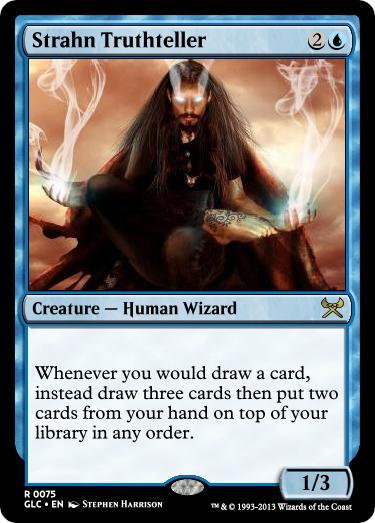 Strahn Truthteller 2
Creature — Human Wizard
Whenever you would draw a card,
instead draw three cards then put two
cards from your hand on top of your
library in any order.
1/3
R 0075
GLC • EN Stephen Harrison
™ & © 1993-2013 Wizards of the Coast